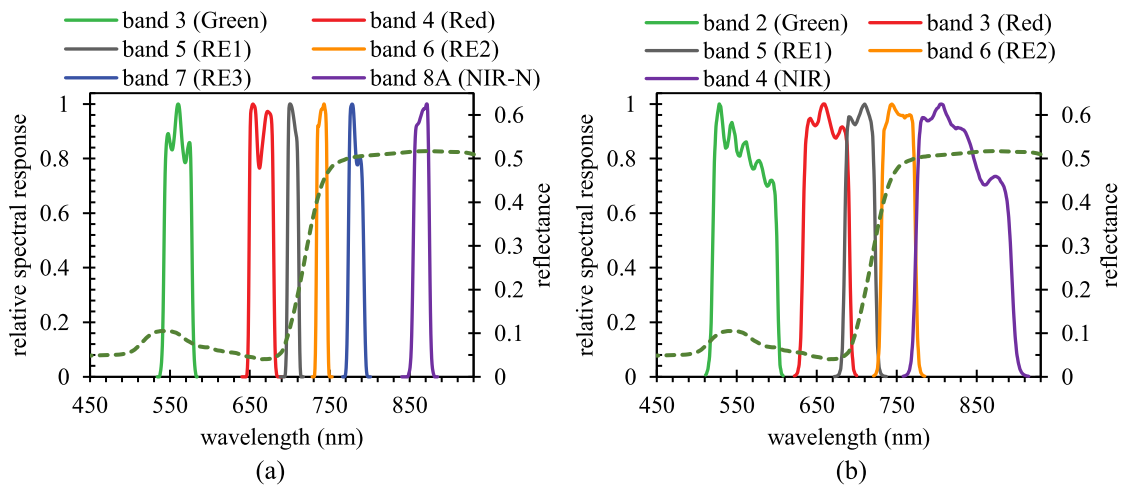 band 3 (Green) band 4 (Red)
band 5 (RE1) band 6 (RE2)
band 7 (RE3) band 8A (NIR-N)
relative spectral response
1
0.8
0.6
0.4
0.2
0
0.6
0.5
0.4
0.3
0.2
0.1
0
reflectance
450 550 650 750 850
wavelength (nm)
(a)
band 2 (Green) band 3 (Red)
band 5 (RE1) band 6 (RE2)
band 4 (NIR)
relative spectral response
1
0.8
0.6
0.4
0.2
0
0.6
0.5
0.4
0.3
0.2
0.1
0
reflectance
450 550 650 750 850
wavelength (nm)
(b)